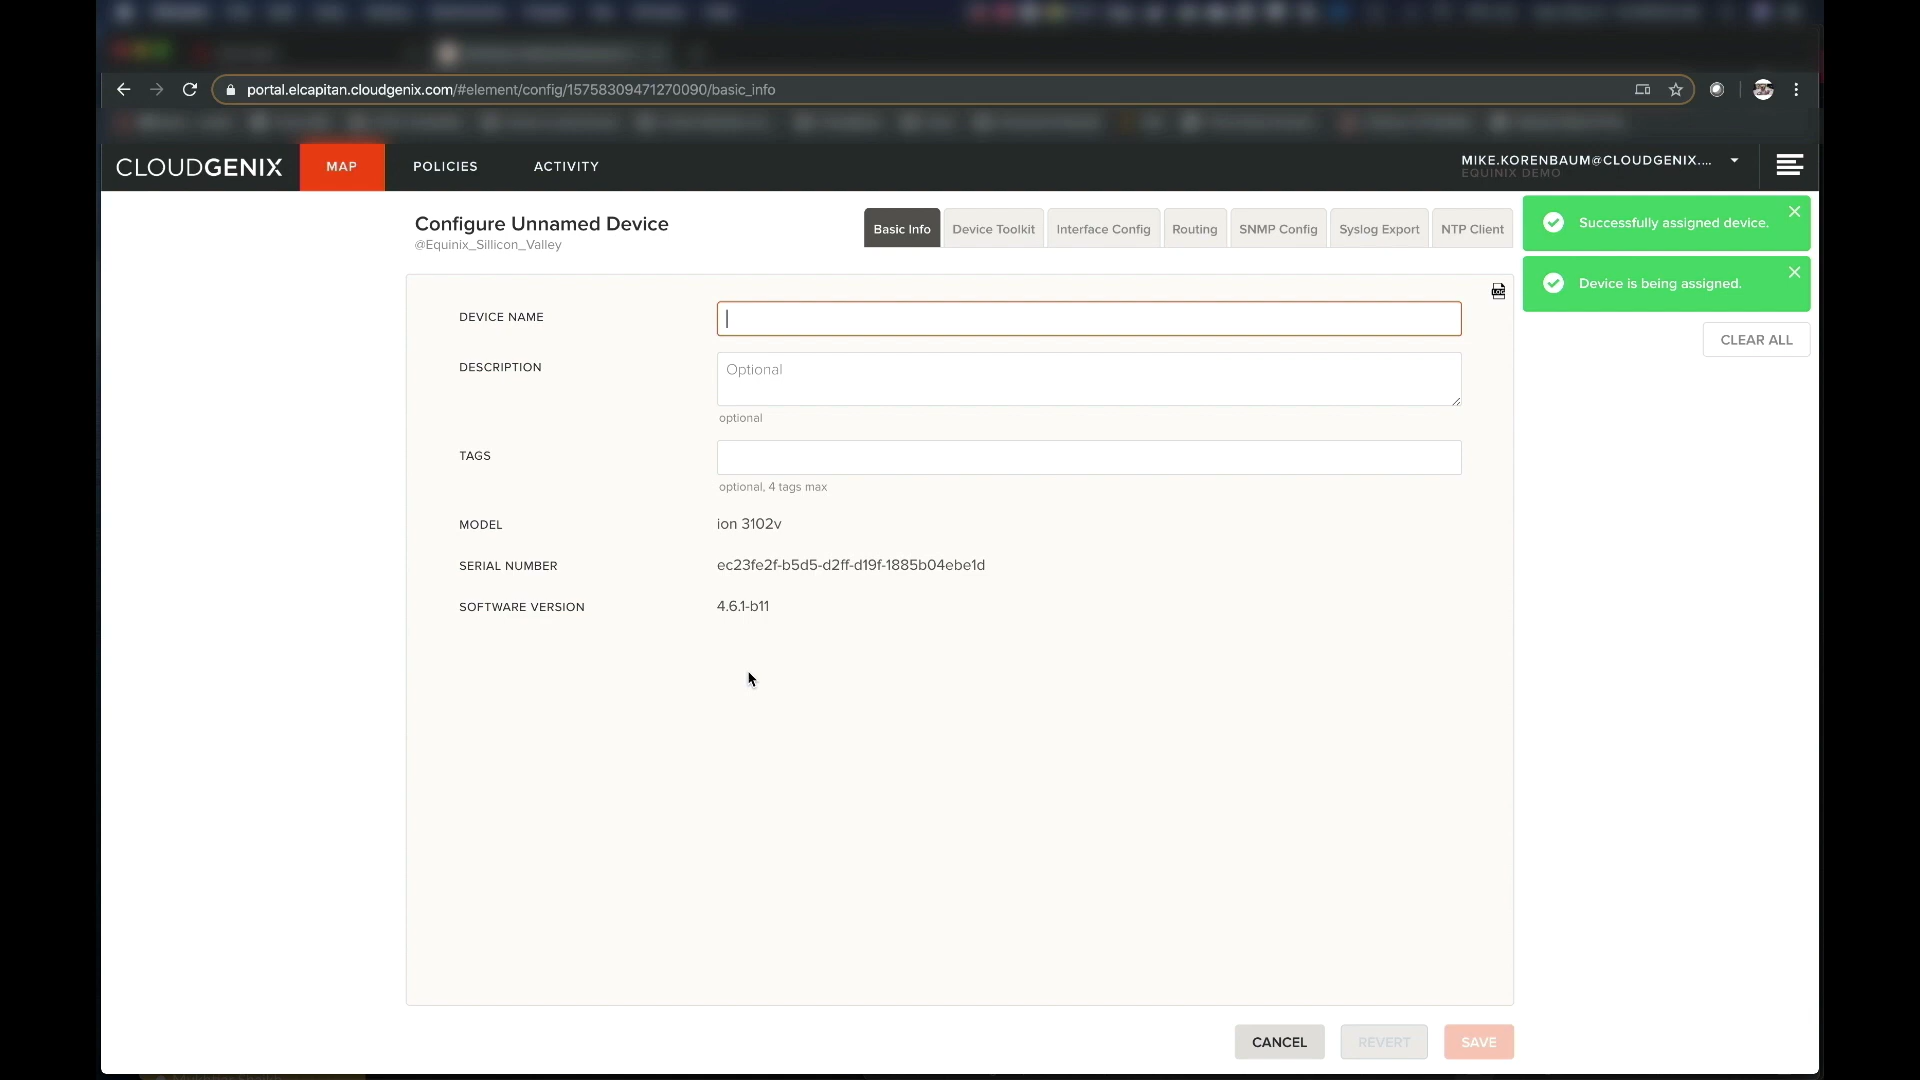 portal.elcapitan.cloudgenix.com/#element/config/15758309471270090/basic_info
CLOUDGENIX MAP POLICIES ACTIVITY MIKE.KORENBAUM@CLOUDGENIX....
EQUINIX DEMO
Configure Unnamed Device
@Equinix_Sillicon_Valley
Basic Info Device Toolkit Interface Config Routing SNMP Config Syslog Export NTP Client
Successfully assigned device.
Device is being assigned.
CLEAR ALL
LOG
DEVICE NAME
DESCRIPTION Optional
optional
TAGS
optional, 4 tags max
MODEL ion 3102v
SERIAL NUMBER ec23fe2f-b5d5-d2ff-d19f-1885b04ebe1d
SOFTWARE VERSION 4.6.1-b11
CANCEL REVERT SAVE